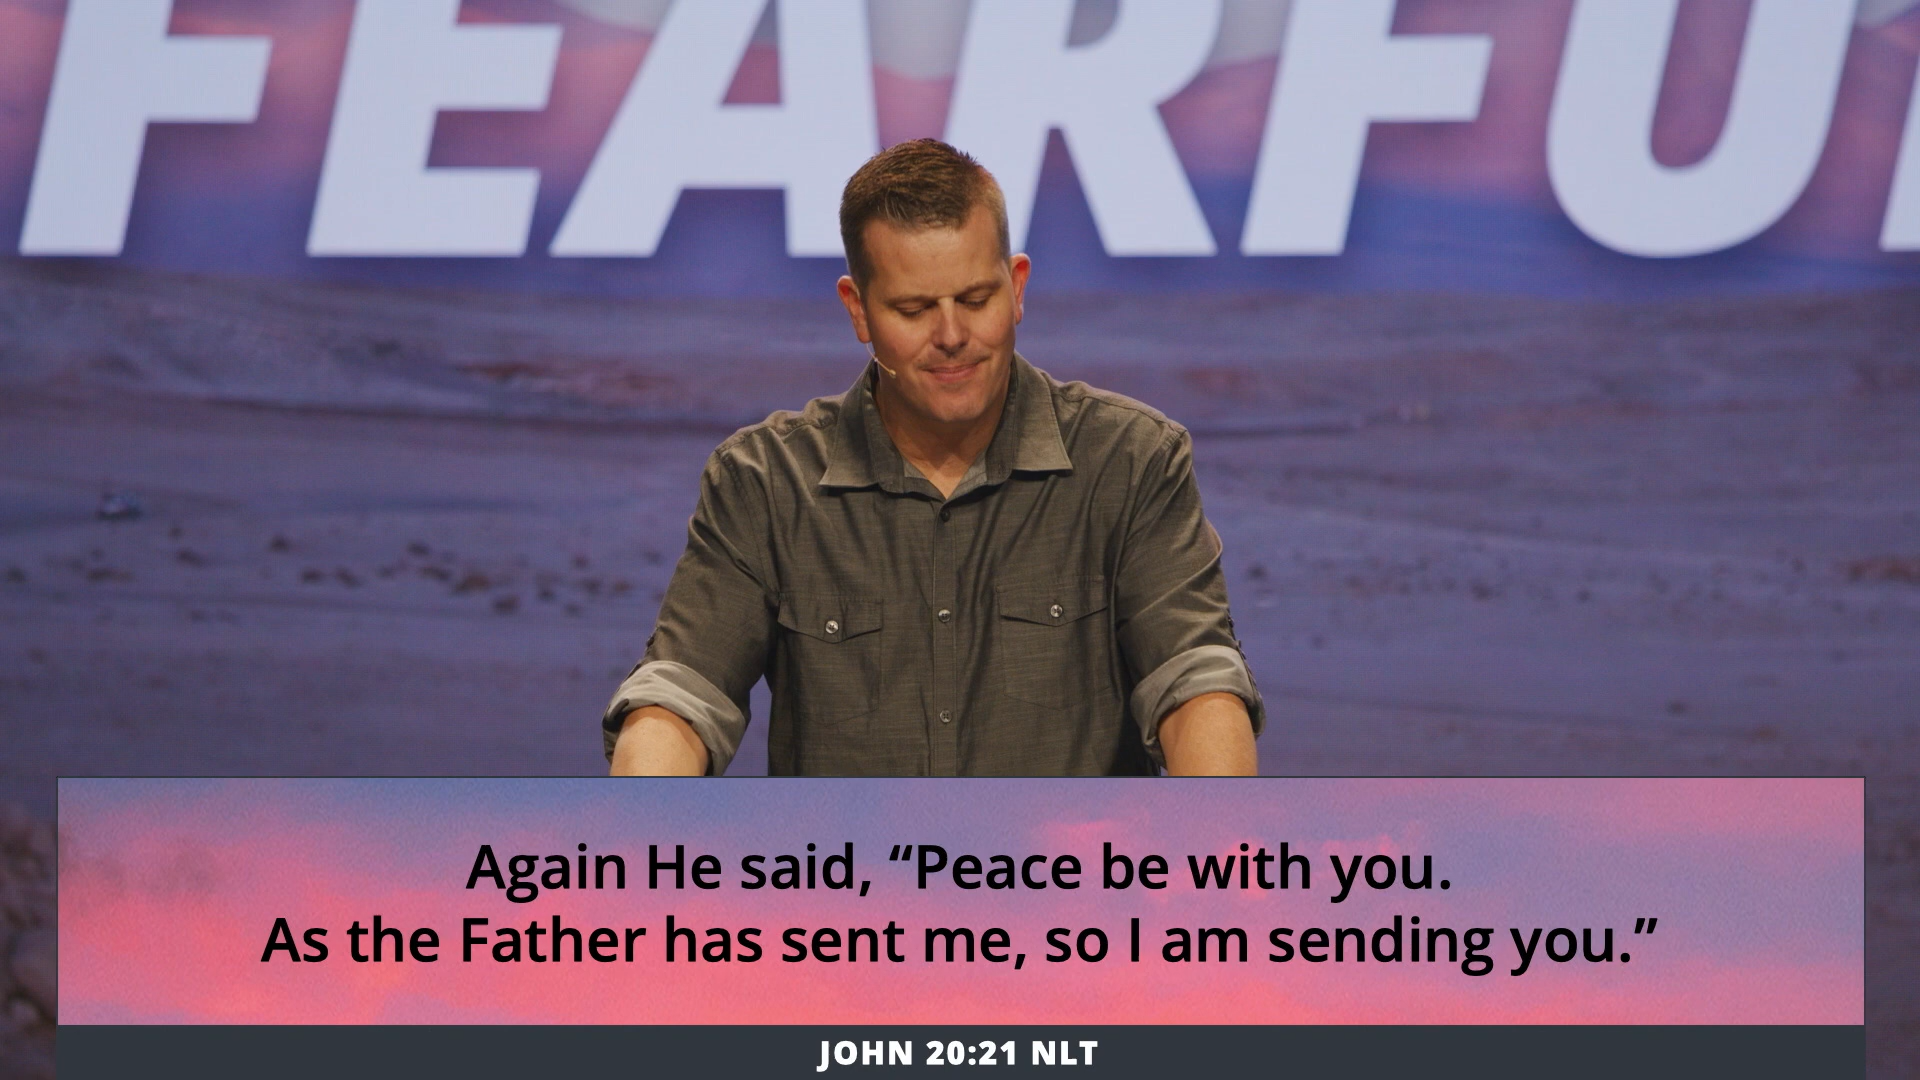 FEARFU
Again He said, “Peace be with you.
As the Father has sent me, so I am sending you.”
JOHN 20:21 NLT